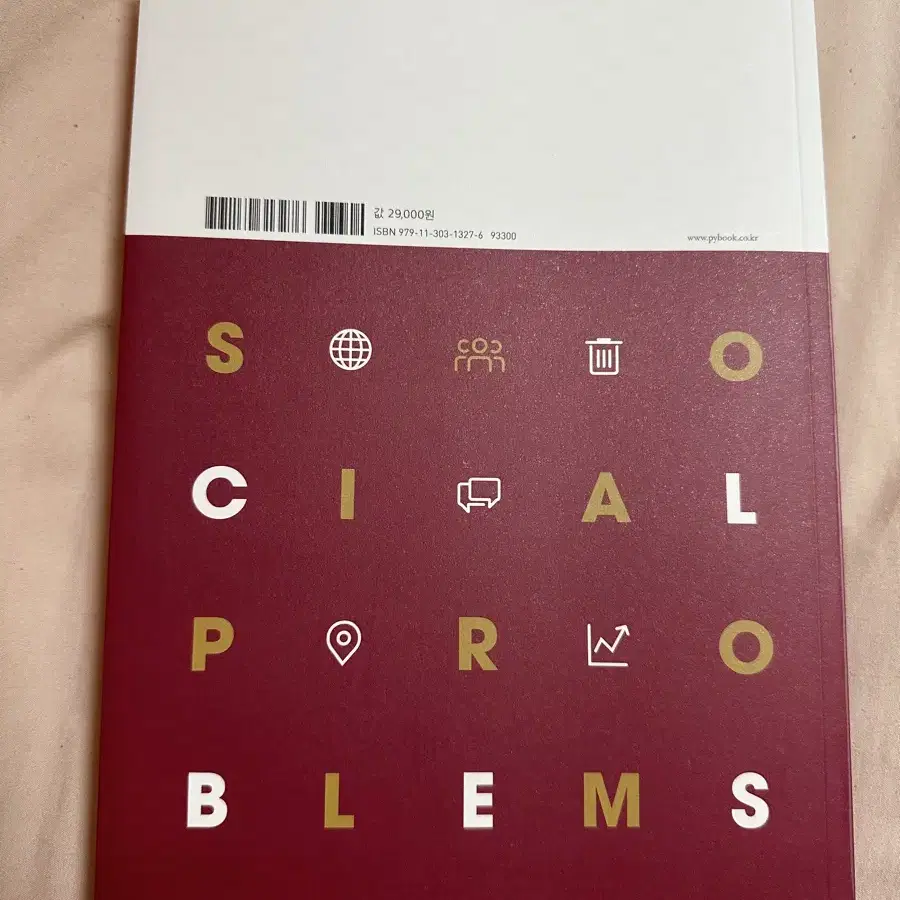 값 29,000원
ISBN 979-11-303-1327-6 93300
www.pybook.co.kr
S O
C I A L
P R O
B L E M S